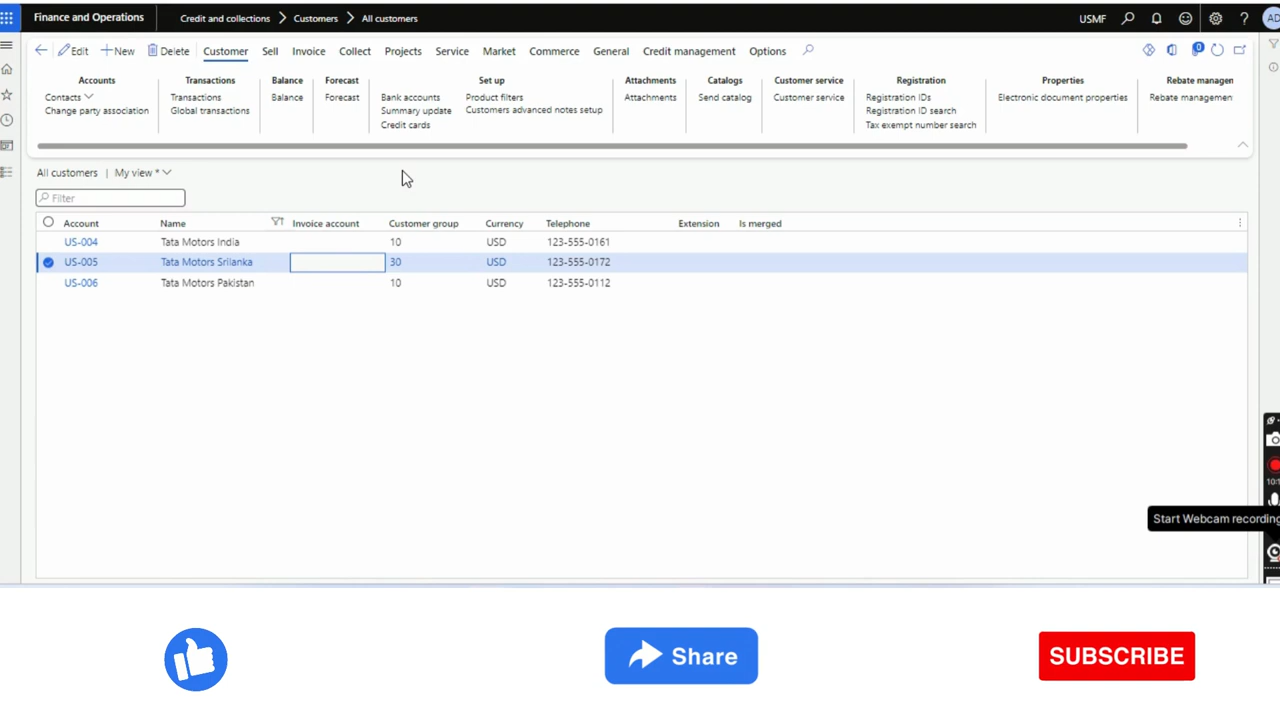 Finance and Operations Credit and collections Customers All customers USMF ? AD
Edit New Delete Customer Sell Invoice Collect Projects Service Market Commerce General Credit management Options 0
Accounts Transactions Balance Forecast Set up Attachments Catalogs Customer service Registration Properties Rebate managen
Contacts Transactions Balance Forecast Bank accounts Product filters Attachments Send catalog Customer service Registration IDs Electronic document properties Rebate managemen
Change party association Global transactions Summary update Customers advanced notes setup Registration ID search
Credit cards Tax exempt number search
All customers | My view *
Filter
Account Name Invoice account Customer group Currency Telephone Extension Is merged
US-004 Tata Motors India 10 USD 123-555-0161
US-005 Tata Motors Srilanka 30 USD 123-555-0172
US-006 Tata Motors Pakistan 10 USD 123-555-0112
Start Webcam recording
Share SUBSCRIBE